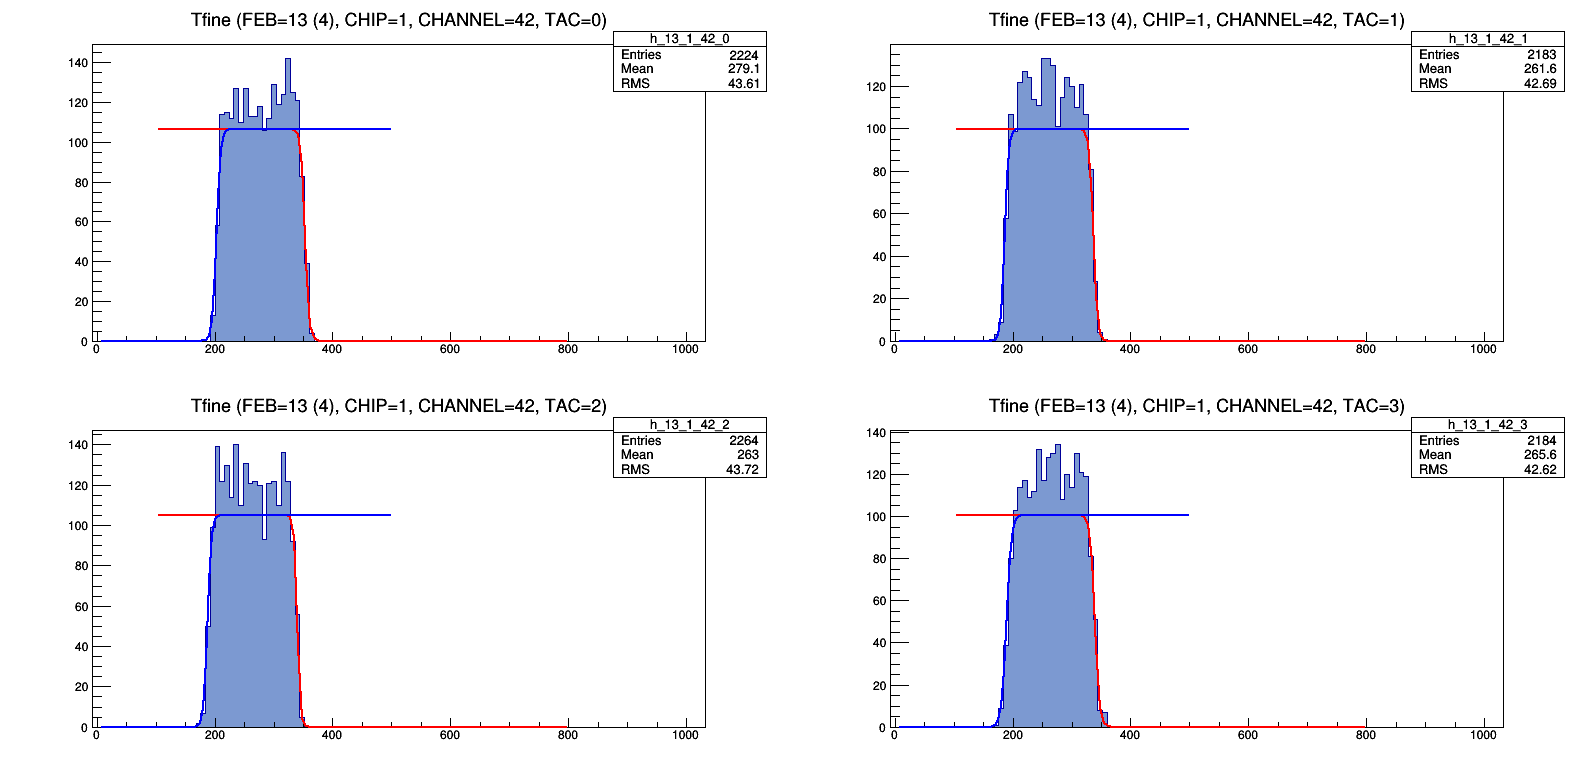 Tfine (FEB=13 (4), CHIP=1, CHANNEL=42, TAC=0)
h_13_1_42_0
Entries 2224
Mean 279.1
RMS 43.61
140
120
100
80
60
40
20
0
0 200 400 600 800 1000
Tfine (FEB=13 (4), CHIP=1, CHANNEL=42, TAC=1)
h_13_1_42_1
Entries 2183
Mean 261.6
RMS 42.69
120
100
80
60
40
20
0
0 200 400 600 800 1000
Tfine (FEB=13 (4), CHIP=1, CHANNEL=42, TAC=2)
h_13_1_42_2
Entries 2264
Mean 263
RMS 43.72
140
120
100
80
60
40
20
0
0 200 400 600 800 1000
Tfine (FEB=13 (4), CHIP=1, CHANNEL=42, TAC=3)
h_13_1_42_3
Entries 2184
Mean 265.6
RMS 42.62
140
120
100
80
60
40
20
0
0 200 400 600 800 1000